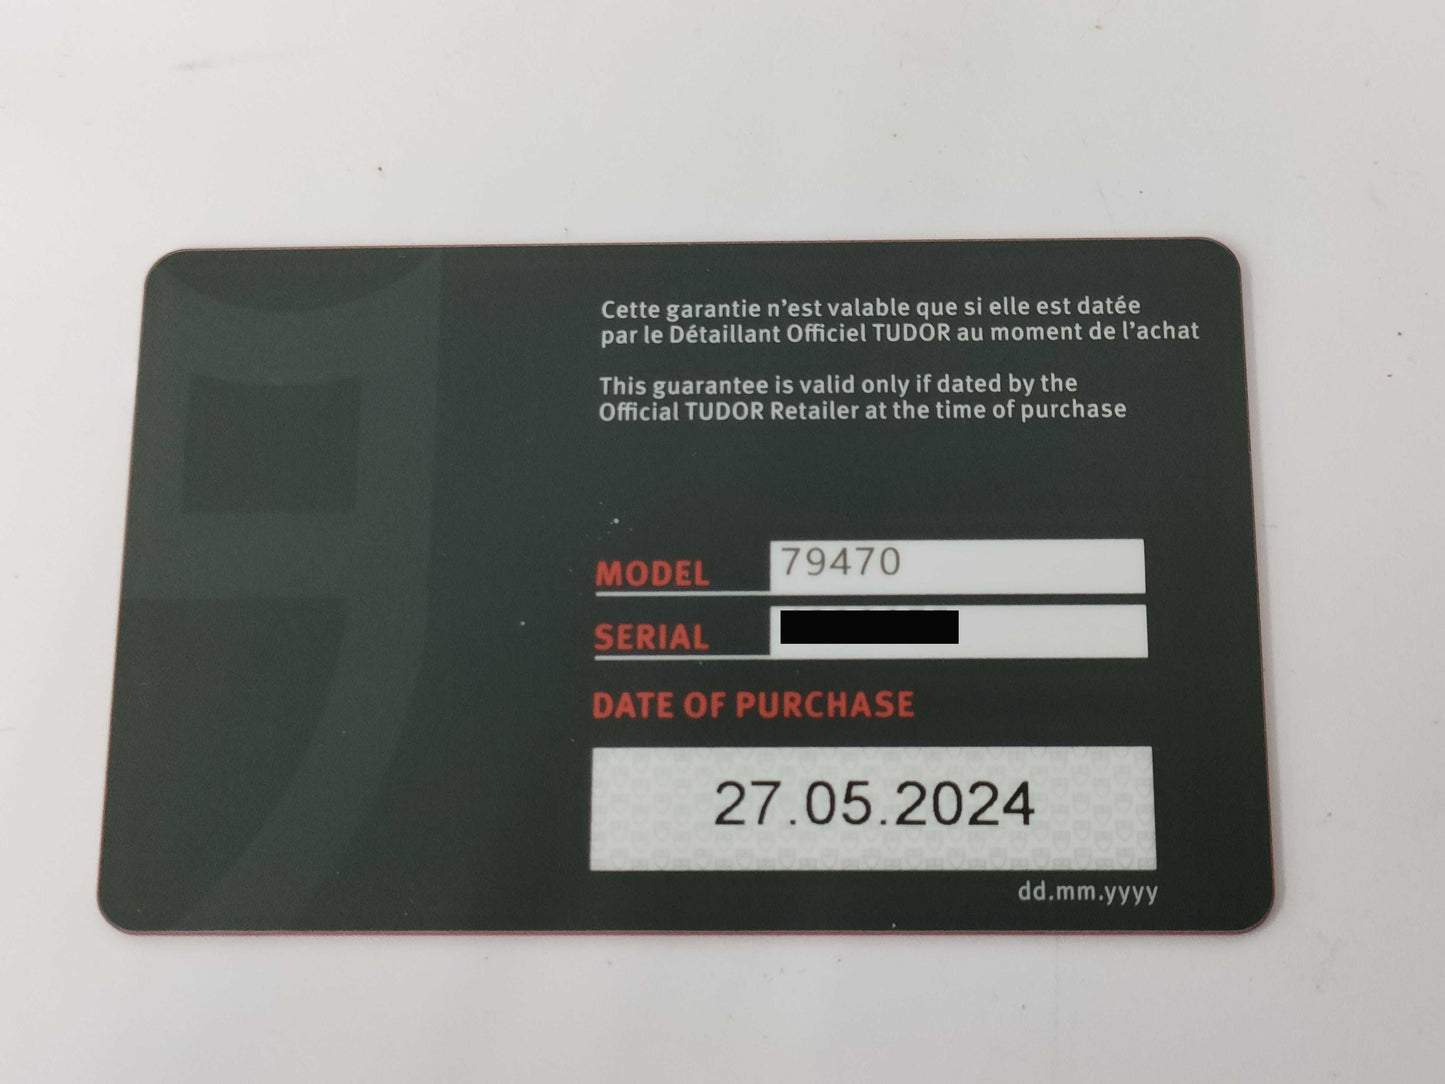 Cette garantie n'est valable que si elle est datée
par le Détaillant Officiel TUDOR au moment de l'achat
This guarantee is valid only if dated by the
Official TUDOR Retailer at the time of purchase
MODEL 79470
SERIAL
DATE OF PURCHASE
27.05.2024
dd.mm.yyyy